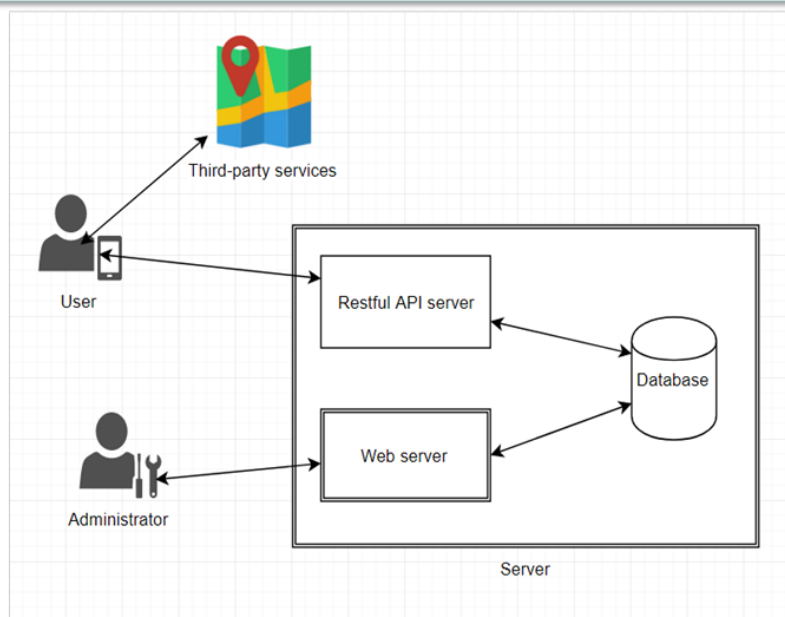 Third-party services
User
Restful API server
Database
Web server
Administrator
Server